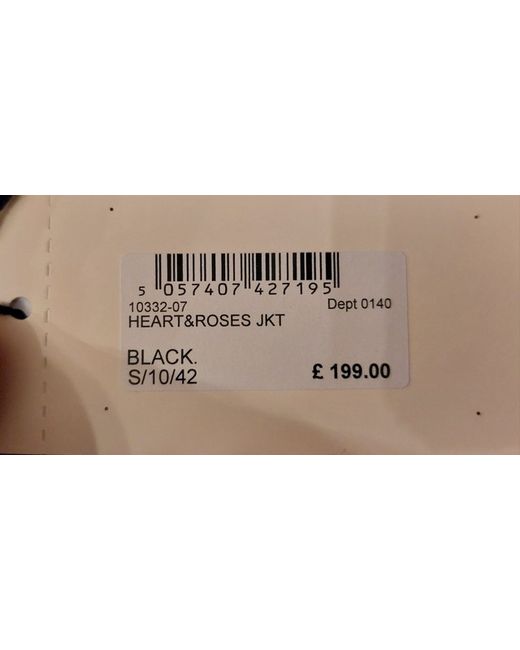 5 057407 427195
10332-07 Dept 0140
HEART&ROSES JKT
BLACK.
S/10/42 £ 199.00